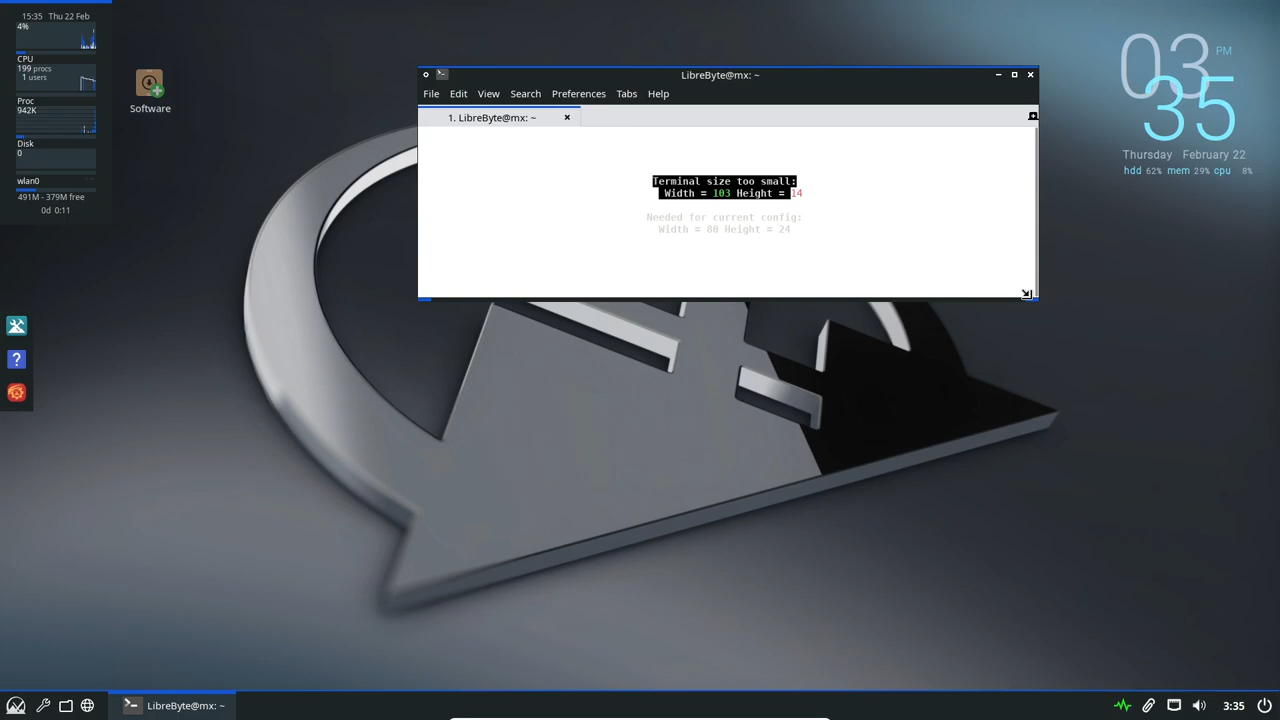 15:35 Thu 22 Feb
4%
CPU
199 procs
1 users
Proc
942K
Disk
0
wlan0
491M - 379M free
0d 0:11
Software
LibreByte@mx: ~
File Edit View Search Preferences Tabs Help
1. LibreByte@mx: ~
Terminal size too small:
Width = 103 Height = 14
Needed for current config:
Width = 80 Height = 24
03 PM
35
Thursday February 22
hdd 62% mem 29% cpu 8%
LibreByte@mx: ~
3:35